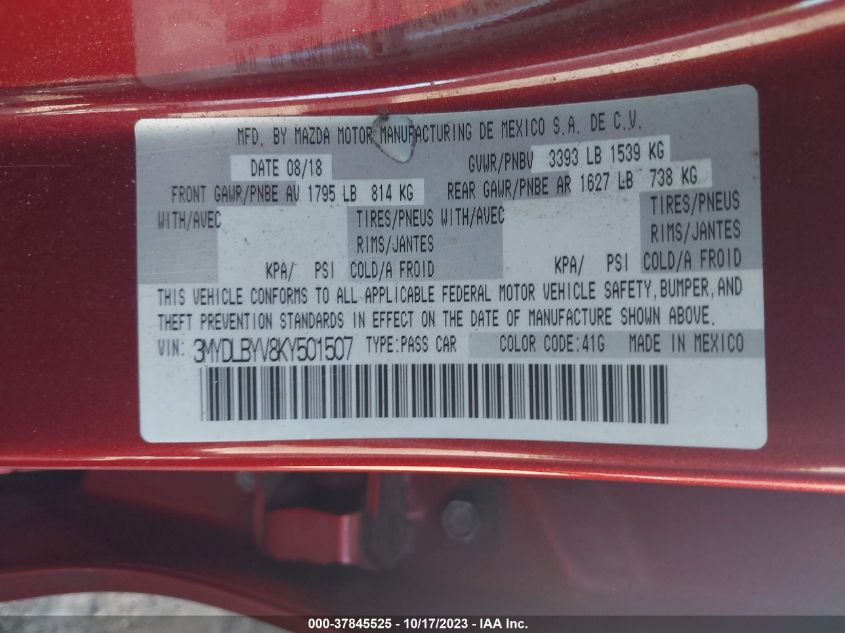 MFD. BY MAZDA MOTOR MANUFACTURING DE MEXICO S.A. DE C.V.
DATE 08/18 GVWR/PNBV 3393 LB 1539 KG
FRONT GAWR/PNBE AV 1795 LB 814 KG REAR GAWR/PNBE AR 1627 LB 738 KG
WITH/AVEC TIRES/PNEUS WITH/AVEC TIRES/PNEUS
RIMS/JANTES RIMS/JANTES
KPA/ PSI COLD/A FROID KPA/ PSI COLD/A FROID
THIS VEHICLE CONFORMS TO ALL APPLICABLE FEDERAL MOTOR VEHICLE SAFETY, BUMPER, AND
THEFT PREVENTION STANDARDS IN EFFECT ON THE DATE OF MANUFACTURE SHOWN ABOVE.
VIN: 3MYDLBYV8KY501507 TYPE:PASS CAR COLOR CODE:41G MADE IN MEXICO
000-37845525 - 10/17/2023 - IAA Inc.